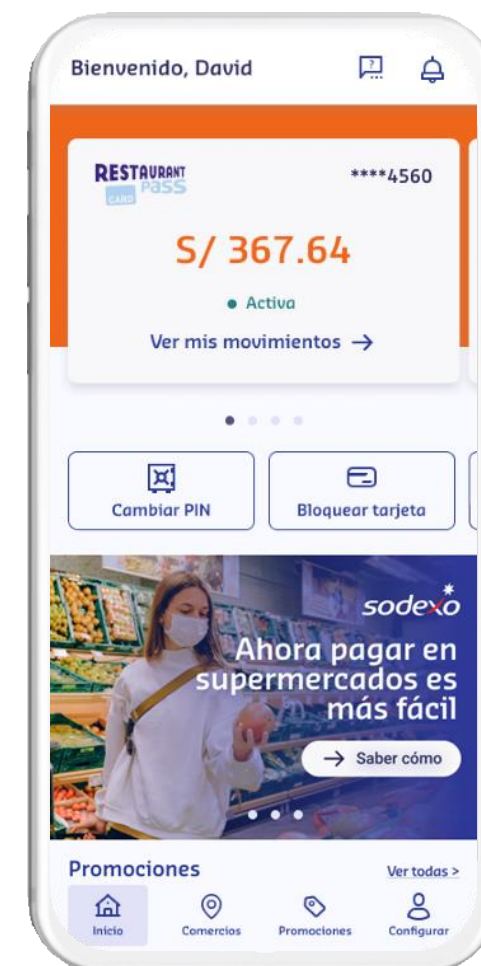 Bienvenido, David
?
RESTAURANT
PASS
CARD
****4560
S/ 367.64
Activa
Ver mis movimientos →
Cambiar PIN
Bloquear tarjeta
sodexo
Ahora pagar en
supermercados es
más fácil
→ Saber cómo
Promociones
Ver todas >
Inicio
Comercios
Promociones
Configurar